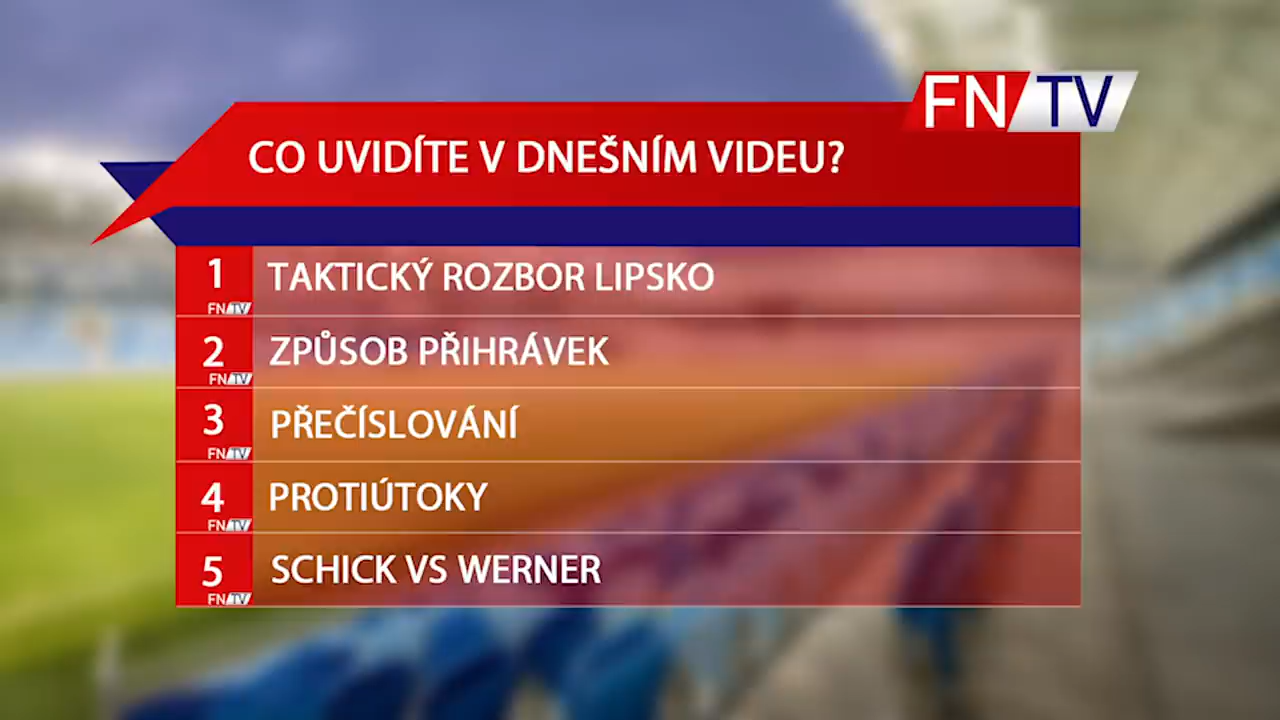 FN/TV
CO UVIDÍTE V DNEŠNÍM VIDEU?
1 TAKTICKÝ ROZBOR LIPSKO
FN/TV
2 ZPŮSOB PŘIHRÁVEK
FN/TV
3 PŘEČÍSLOVÁNÍ
FN/TV
4 PROTIÚTOKY
FN/TV
5 SCHICK VS WERNER
FN/TV